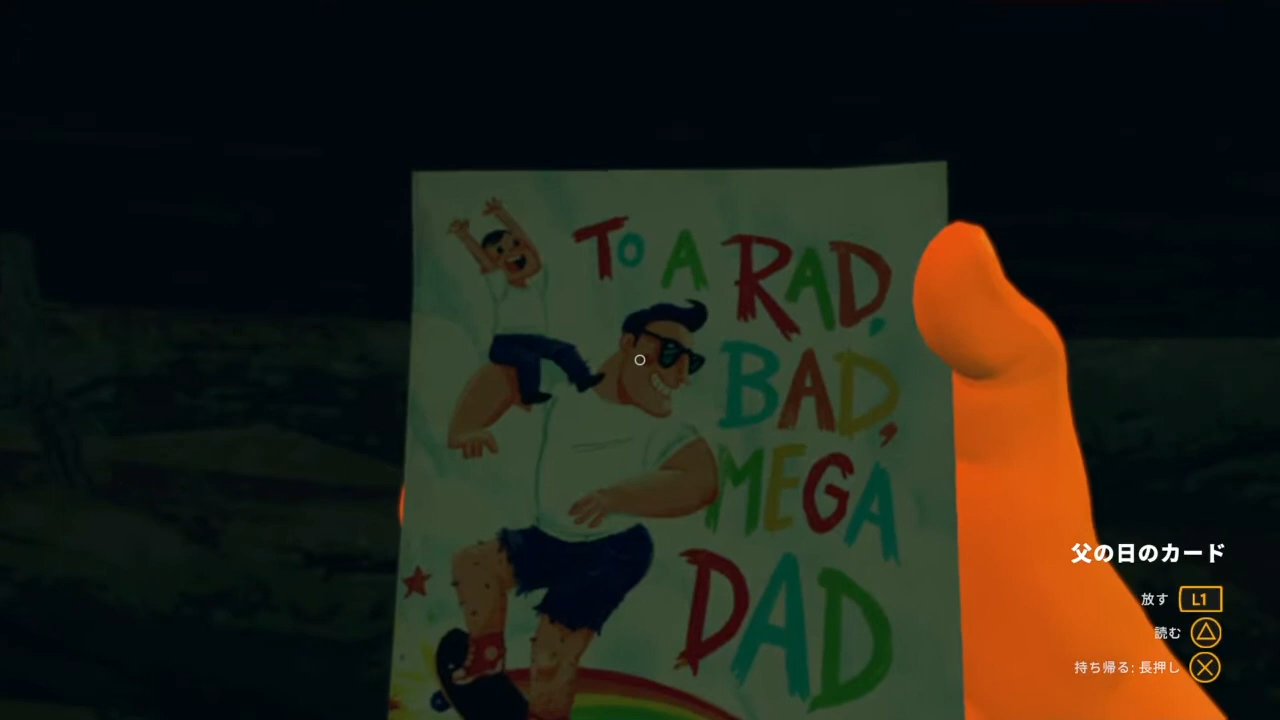 TO A RAD,
BAD,
MEGA
DAD
父の日のカード
放す L1
読む
持ち帰る: 長押し